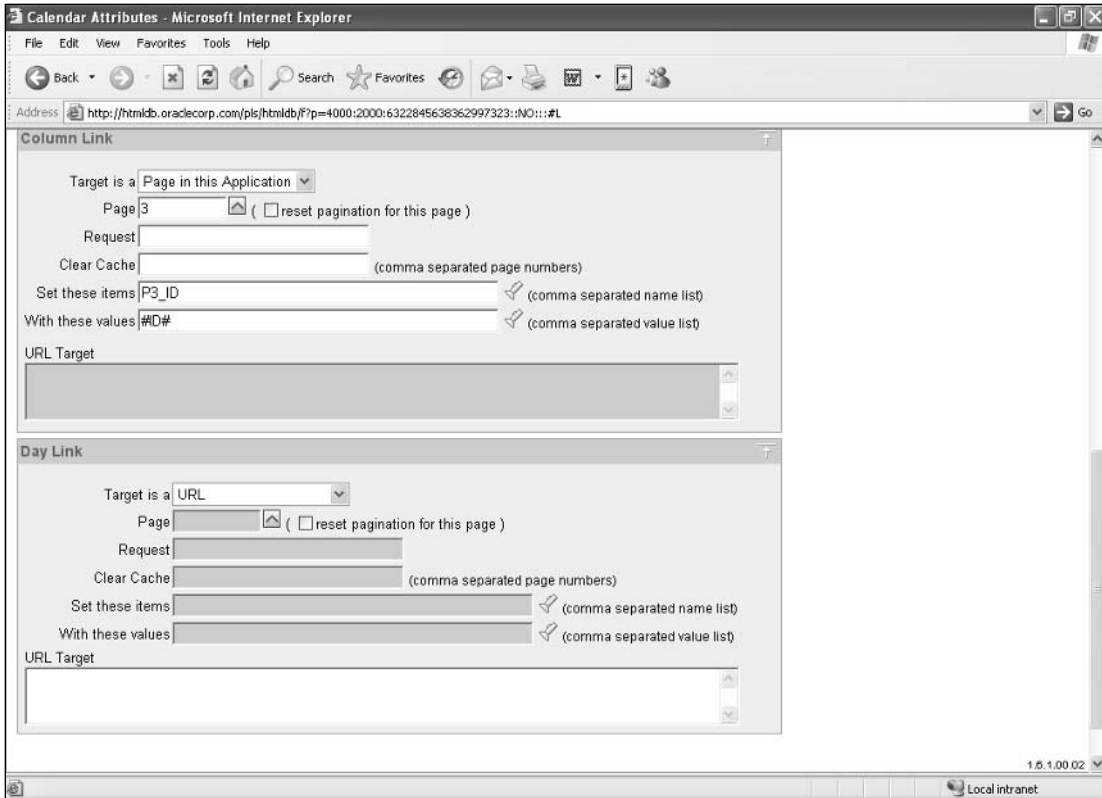 Calendar Attributes - Microsoft Internet Explorer
File Edit View Favorites Tools Help
Back Search Favorites
Address http://htmldb.oraclecorp.com/pls/htmldb/f?p=4000:2000:6322845638362997323::NO::::#L Go
Column Link
Target is a Page in this Application
Page 3 ( reset pagination for this page )
Request
Clear Cache (comma separated page numbers)
Set these items P3_ID (comma separated name list)
With these values #ID# (comma separated value list)
URL Target
Day Link
Target is a URL
Page ( reset pagination for this page )
Request
Clear Cache (comma separated page numbers)
Set these items (comma separated name list)
With these values (comma separated value list)
URL Target
1.6.1.00.02
Local intranet